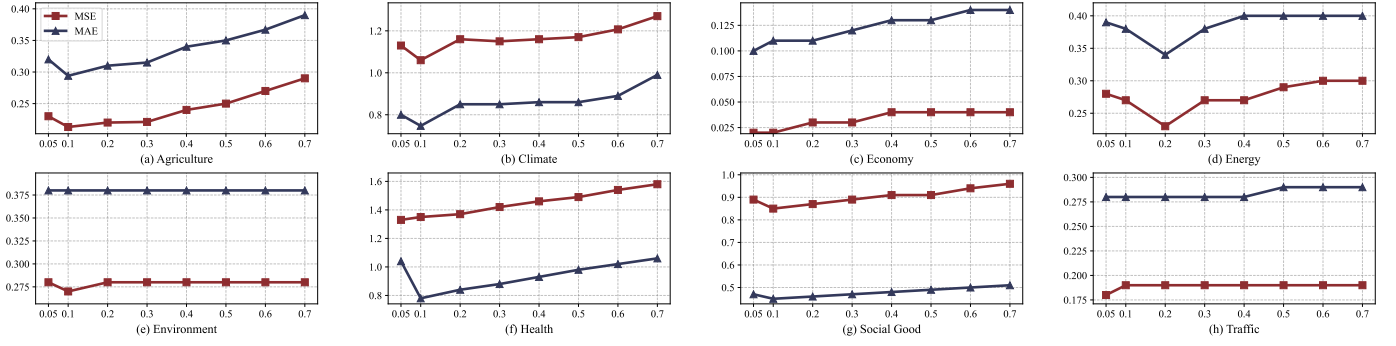 0.40
0.35
0.30
0.25
MSE
MAE
0.05 0.1 0.2 0.3 0.4 0.5 0.6 0.7
(a) Agriculture
1.2
1.0
0.8
0.05 0.1 0.2 0.3 0.4 0.5 0.6 0.7
(b) Climate
0.125
0.100
0.075
0.050
0.025
0.05 0.1 0.2 0.3 0.4 0.5 0.6 0.7
(c) Economy
0.40
0.35
0.30
0.25
0.05 0.1 0.2 0.3 0.4 0.5 0.6 0.7
(d) Energy
0.375
0.350
0.325
0.300
0.275
0.05 0.1 0.2 0.3 0.4 0.5 0.6 0.7
(e) Environment
1.6
1.4
1.2
1.0
0.8
0.05 0.1 0.2 0.3 0.4 0.5 0.6 0.7
(f) Health
1.0
0.9
0.8
0.7
0.6
0.5
0.05 0.1 0.2 0.3 0.4 0.5 0.6 0.7
(g) Social Good
0.300
0.275
0.250
0.225
0.200
0.175
0.05 0.1 0.2 0.3 0.4 0.5 0.6 0.7
(h) Traffic